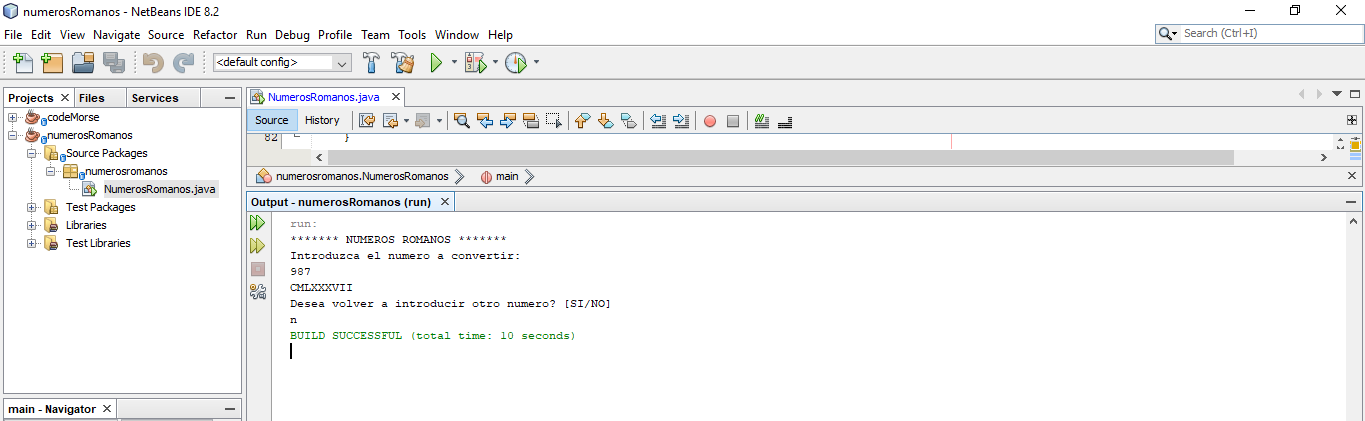 numerosRomanos - NetBeans IDE 8.2
File Edit View Navigate Source Refactor Run Debug Profile Team Tools Window Help
Search (Ctrl+I)
<default config>
Projects Files Services
codeMorse
numerosRomanos
Source Packages
numerosromanos
NumerosRomanos.java
Test Packages
Libraries
Test Libraries
main - Navigator
NumerosRomanos.java
Source History
82 }
numerosromanos.NumerosRomanos main
Output - numerosRomanos (run)
run:
******* NUMEROS ROMANOS *******
Introduzca el numero a convertir:
987
CMLXXXVII
Desea volver a introducir otro numero? [SI/NO]
n
BUILD SUCCESSFUL (total time: 10 seconds)